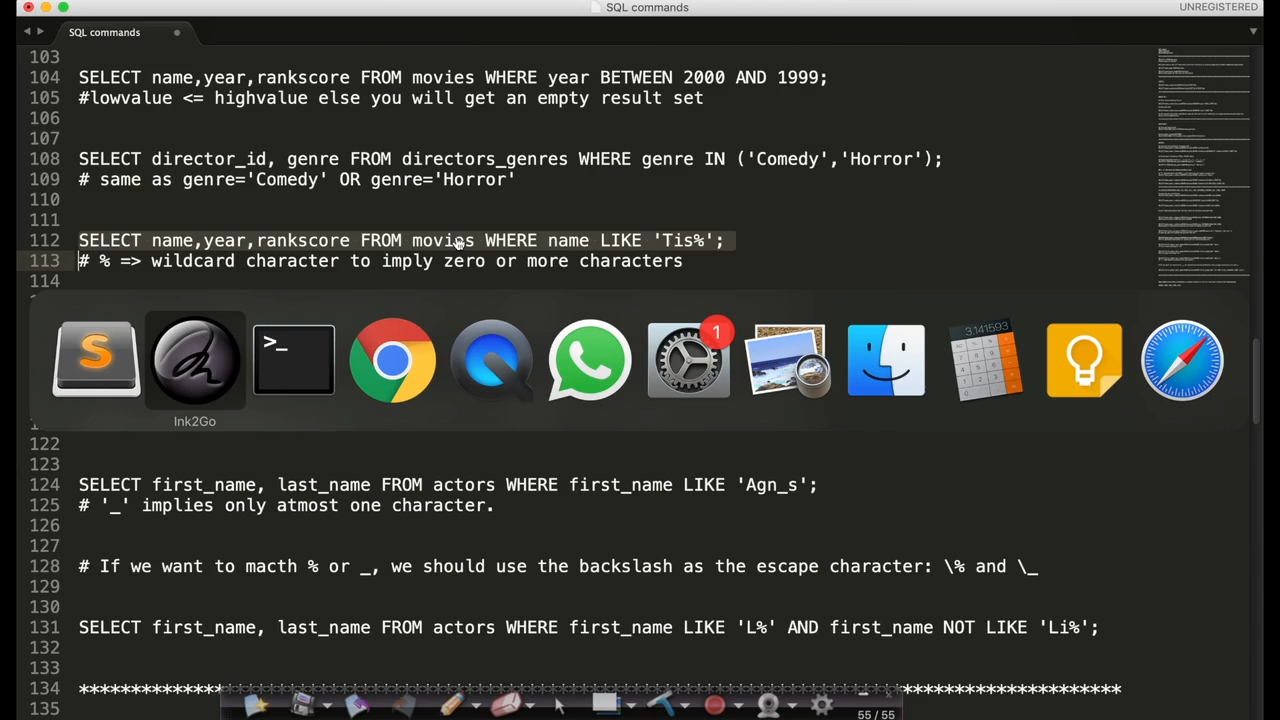 SQL commands
UNREGISTERED
SQL commands
103
104 SELECT name,year,rankscore FROM movies WHERE year BETWEEN 2000 AND 1999;
105 #lowvalue <= highvalue else you will get an empty result set
106
107
108 SELECT director_id, genre FROM directors_genres WHERE genre IN ('Comedy','Horror');
109 # same as genre='Comedy' OR genre='Horror'
110
111
112 SELECT name,year,rankscore FROM movies WHERE name LIKE 'Tis%';
113 # % => wildcard character to imply zero or more characters
114
S
>_
1
3.141593
Ink2Go
122
123
124 SELECT first_name, last_name FROM actors WHERE first_name LIKE 'Agn_s';
125 # '_' implies only atmost one character.
126
127
128 # If we want to macth % or _, we should use the backslash as the escape character: \% and \_
129
130
131 SELECT first_name, last_name FROM actors WHERE first_name LIKE 'L%' AND first_name NOT LIKE 'Li%';
132
133
134 ****************************************************************************************************
135
55 / 55